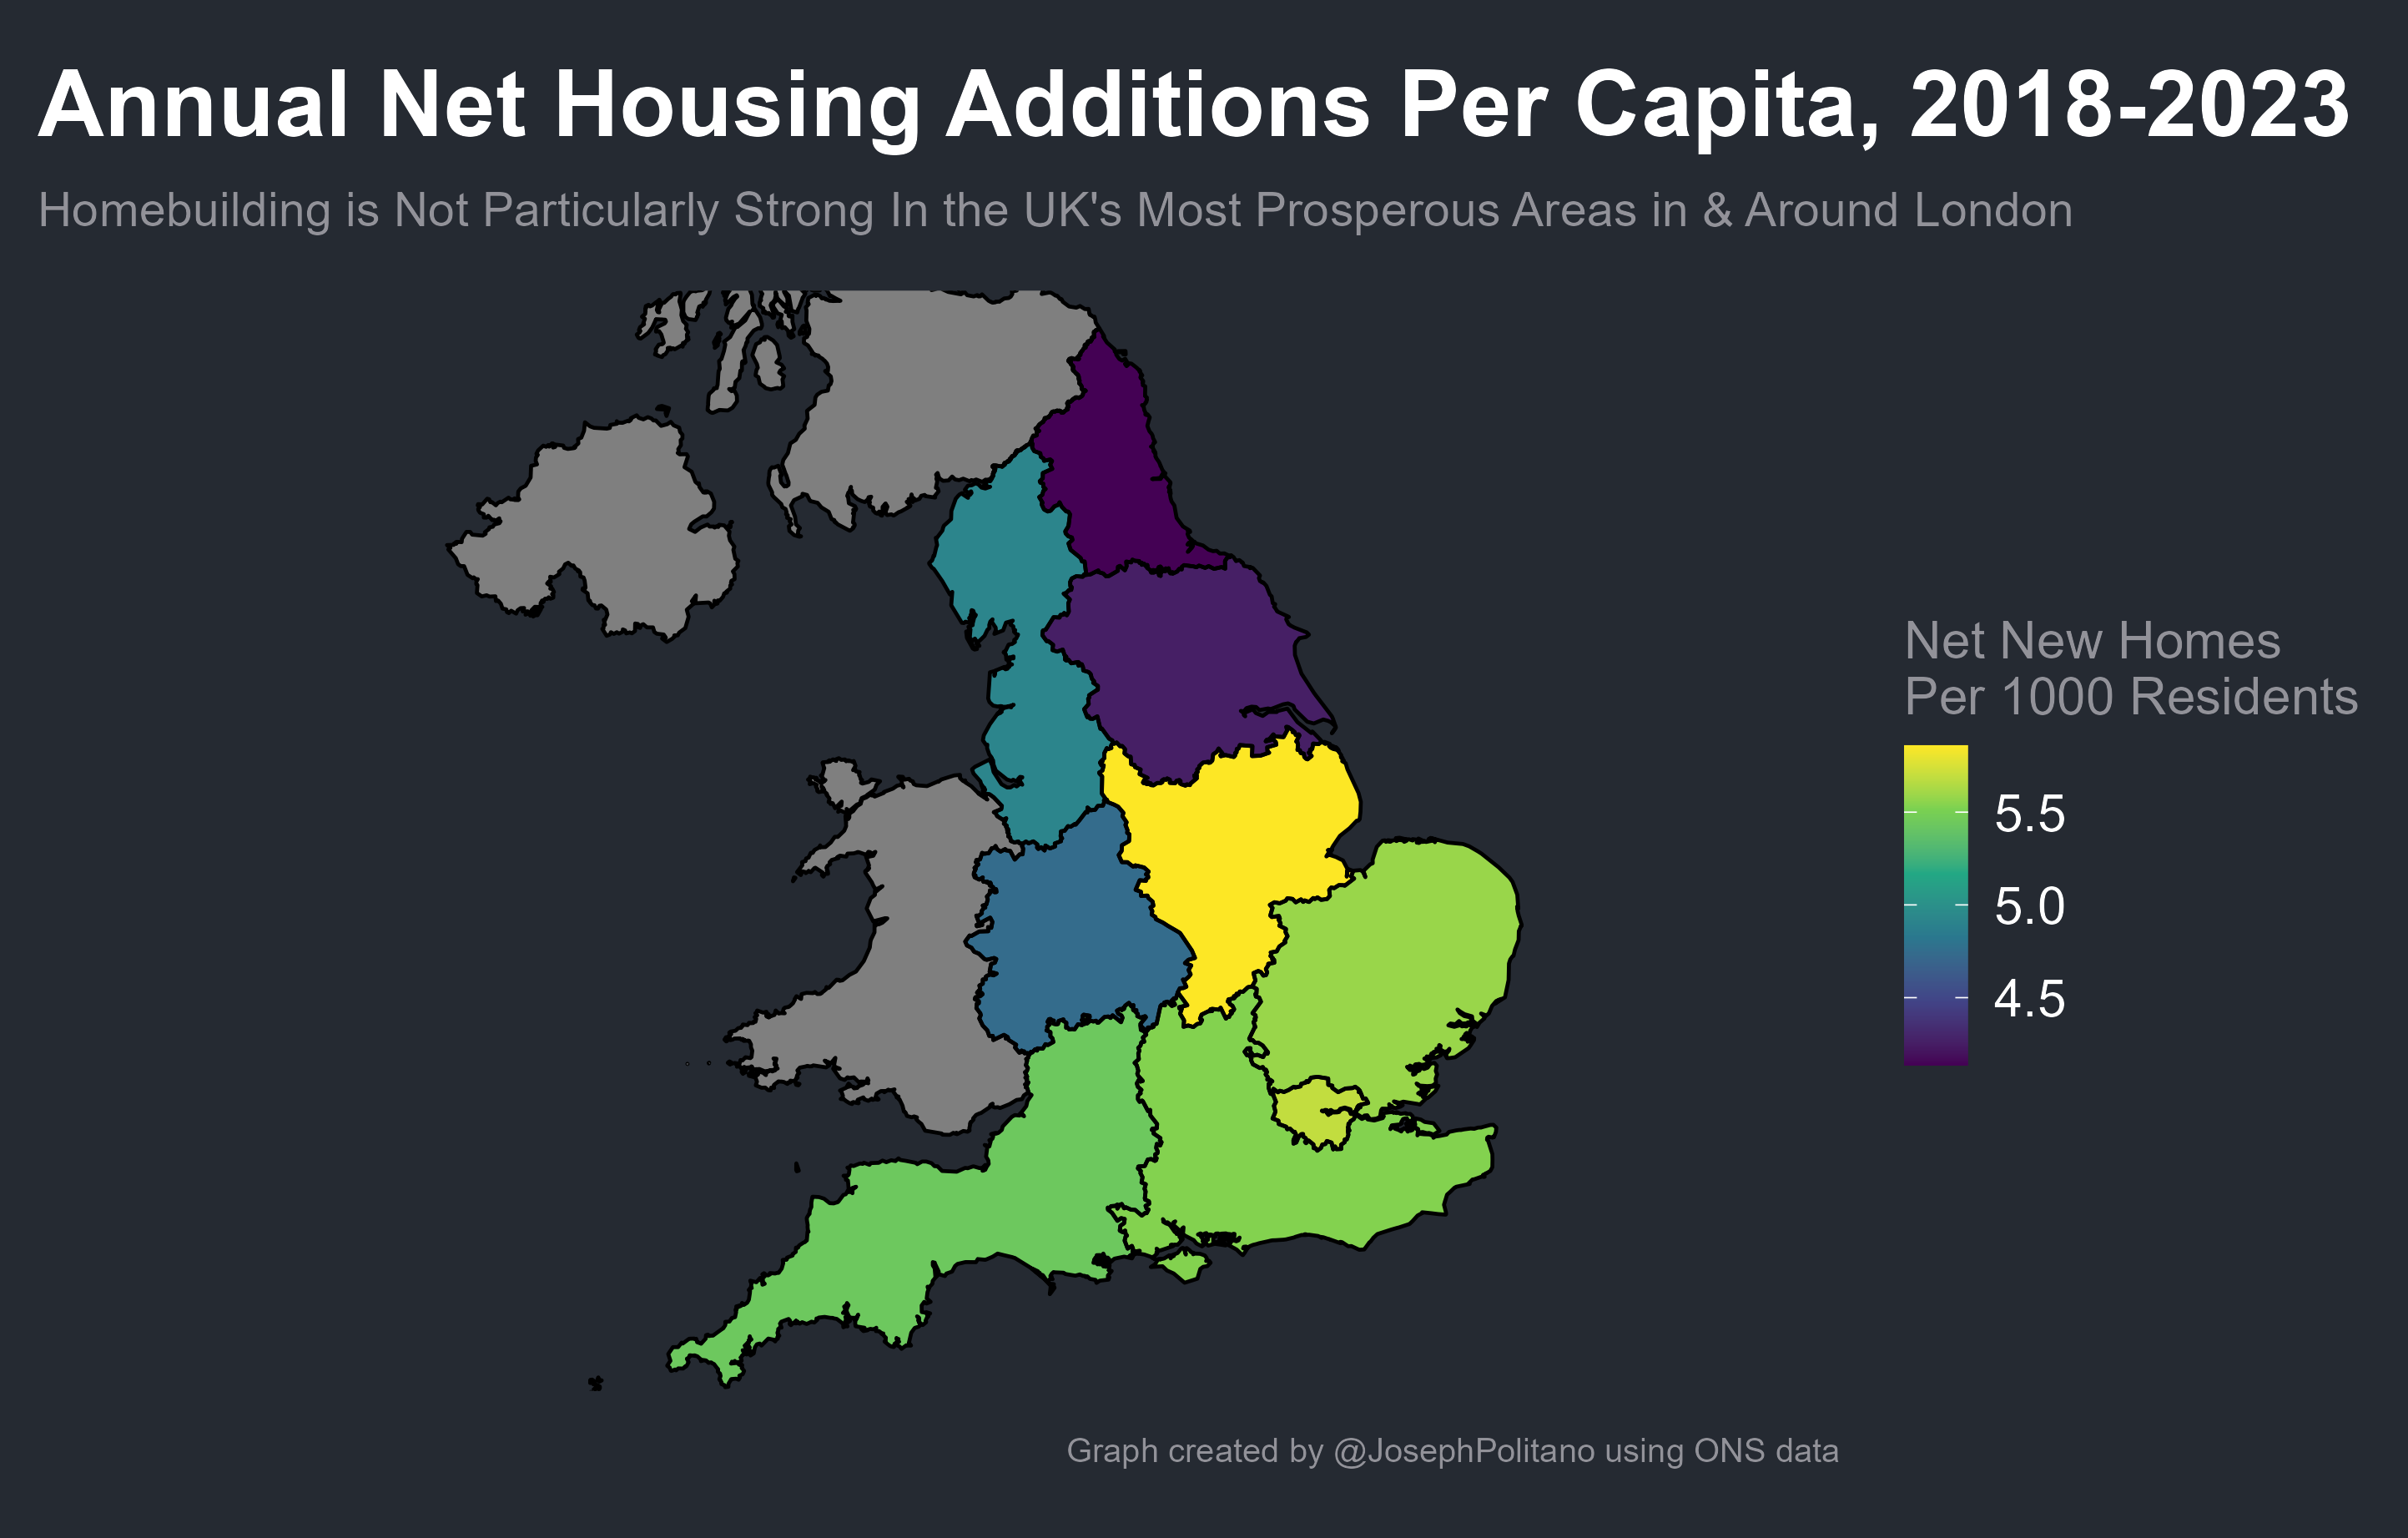 Annual Net Housing Additions Per Capita, 2018-2023
Homebuilding is Not Particularly Strong In the UK's Most Prosperous Areas in & Around London
Net New Homes
Per 1000 Residents
5.5
5.0
4.5
Graph created by @JosephPolitano using ONS data